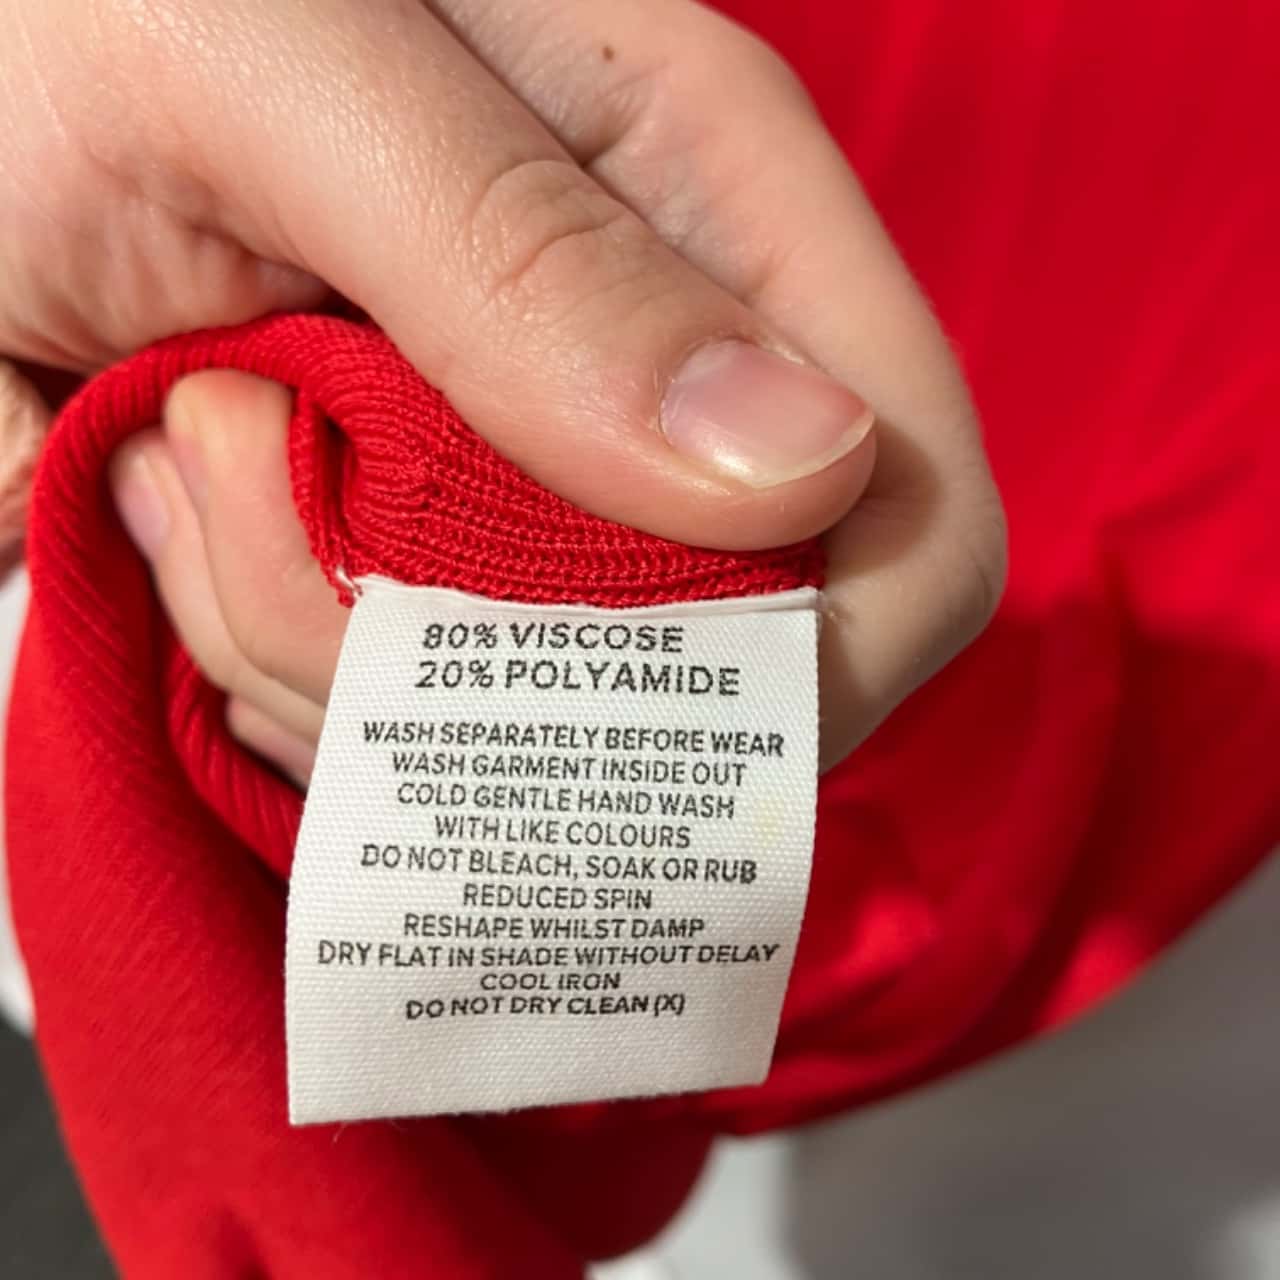 80% VISCOSE
20% POLYAMIDE
WASH SEPARATELY BEFORE WEAR
WASH GARMENT INSIDE OUT
COLD GENTLE HAND WASH
WITH LIKE COLOURS
DO NOT BLEACH, SOAK OR RUB
REDUCED SPIN
RESHAPE WHILST DAMP
DRY FLAT IN SHADE WITHOUT DELAY
COOL IRON
DO NOT DRY CLEAN (X)